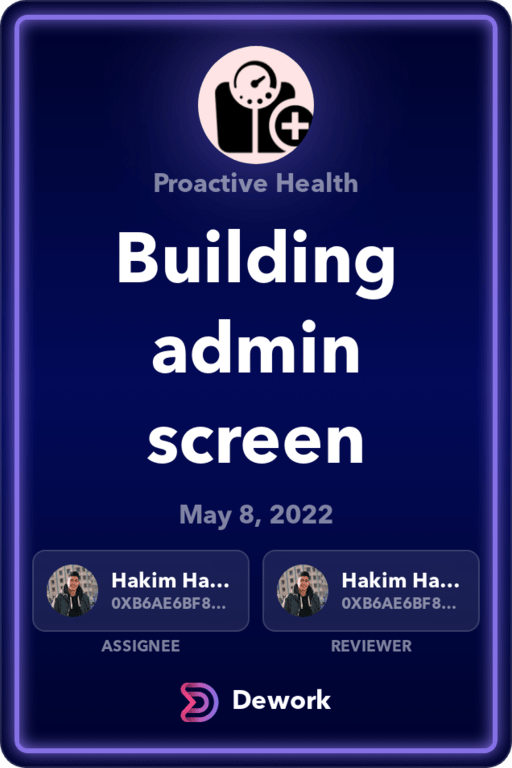 Proactive Health
Building
admin
screen
May 8, 2022
Hakim Ha...
0XB6AE6BF8...
ASSIGNEE
Hakim Ha...
0XB6AE6BF8...
REVIEWER
Dework